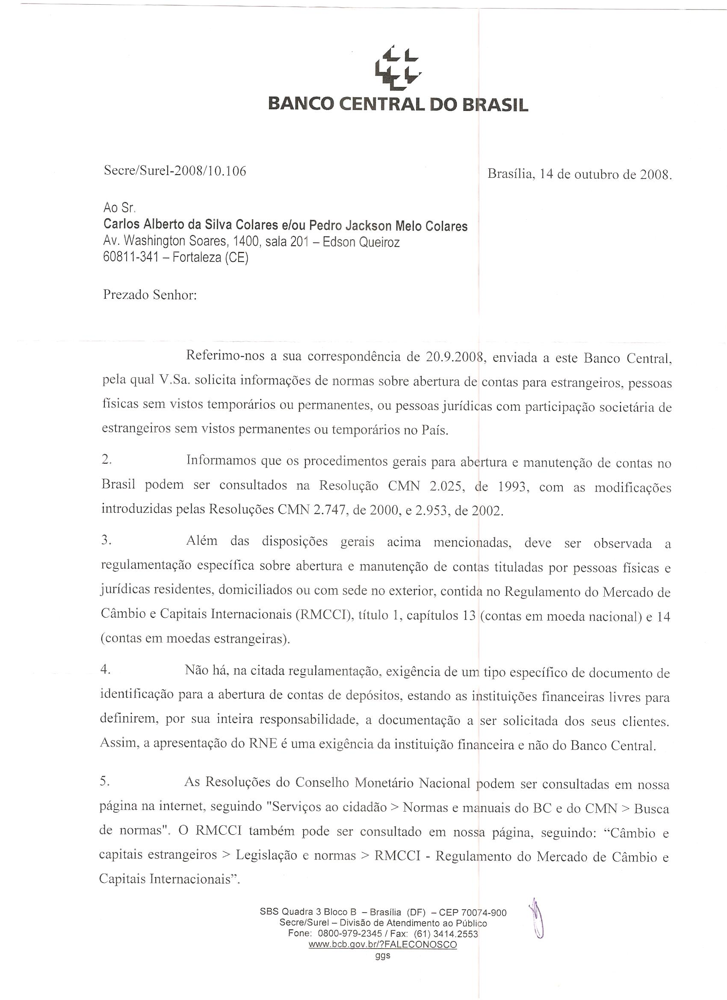 BANCO CENTRAL DO BRASIL
Secre/Surel-2008/10.106
Brasília, 14 de outubro de 2008.
Ao Sr.
Carlos Alberto da Silva Colares e/ou Pedro Jackson Melo Colares
Av. Washington Soares, 1400, sala 201 – Edson Queiroz
60811-341 – Fortaleza (CE)
Prezado Senhor:
Referimo-nos a sua correspondência de 20.9.2008, enviada a este Banco Central,
pela qual V.Sa. solicita informações de normas sobre abertura de contas para estrangeiros, pessoas
físicas sem vistos temporários ou permanentes, ou pessoas jurídicas com participação societária de
estrangeiros sem vistos permanentes ou temporários no País.
2. Informamos que os procedimentos gerais para abertura e manutenção de contas no
Brasil podem ser consultados na Resolução CMN 2.025, de 1993, com as modificações
introduzidas pelas Resoluções CMN 2.747, de 2000, e 2.953, de 2002.
3. Além das disposições gerais acima mencionadas, deve ser observada a
regulamentação específica sobre abertura e manutenção de contas tituladas por pessoas físicas e
jurídicas residentes, domiciliados ou com sede no exterior, contida no Regulamento do Mercado de
Câmbio e Capitais Internacionais (RMCCI), título 1, capítulos 13 (contas em moeda nacional) e 14
(contas em moedas estrangeiras).
4. Não há, na citada regulamentação, exigência de um tipo específico de documento de
identificação para a abertura de contas de depósitos, estando as instituições financeiras livres para
definirem, por sua inteira responsabilidade, a documentação a ser solicitada dos seus clientes.
Assim, a apresentação do RNE é uma exigência da instituição financeira e não do Banco Central.
5. As Resoluções do Conselho Monetário Nacional podem ser consultadas em nossa
página na internet, seguindo "Serviços ao cidadão > Normas e manuais do BC e do CMN > Busca
de normas". O RMCCI também pode ser consultado em nossa página, seguindo: “Câmbio e
capitais estrangeiros > Legislação e normas > RMCCI - Regulamento do Mercado de Câmbio e
Capitais Internacionais”.
SBS Quadra 3 Bloco B – Brasília (DF) – CEP 70074-900
Secre/Surel – Divisão de Atendimento ao Público
Fone: 0800-979-2345 / Fax: (61) 3414.2553
www.bcb.gov.br/?FALECONOSCO
ggs